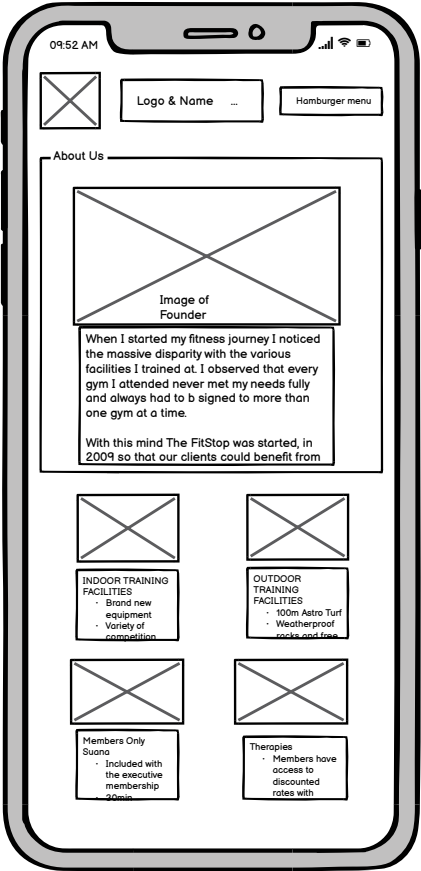 09:52 AM
Logo & Name ...
Hamburger menu
About Us
Image of
Founder
When I started my fitness journey I noticed
the massive disparity with the various
facilities I trained at. I observed that every
gym I attended never met my needs fully
and always had to b signed to more than
one gym at a time.
With this mind The FitStop was started, in
2009 so that our clients could benefit from
INDOOR TRAINING
FACILITIES
· Brand new
equipment
· Variety of
competition
OUTDOOR
TRAINING
FACILITIES
· 100m Astro Turf
· Weatherproof
racks and free
Members Only
Suana
· Included with
the executive
membership
· 30min
Therapies
· Members have
access to
discounted
rates with